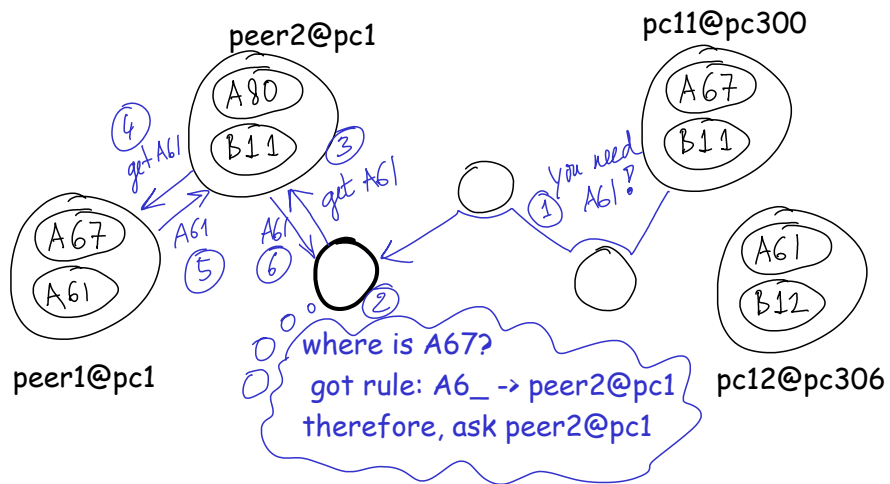 peer2@pc1
pc11@pc300
A80
B11
A67
B11
4
get A61
3
get A61
1
you need
A61!
A67
A61
A61
5
A61
6
2
A61
B12
peer1@pc1
pc12@pc306
where is A67?
got rule: A6_ -> peer2@pc1
therefore, ask peer2@pc1